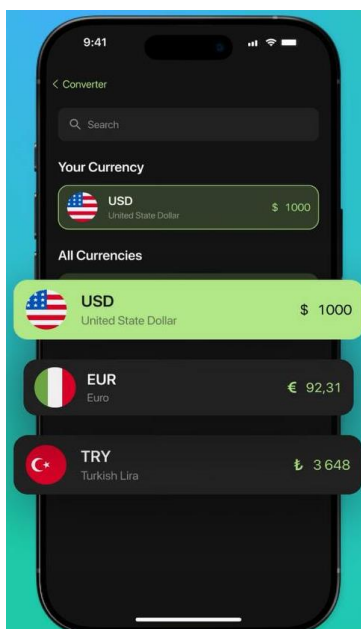 9:41
Converter
Search
Your Currency
USD
United State Dollar
$ 1000
All Currencies
USD
United State Dollar
$ 1000
EUR
Euro
€ 92,31
TRY
Turkish Lira
₺ 3 648